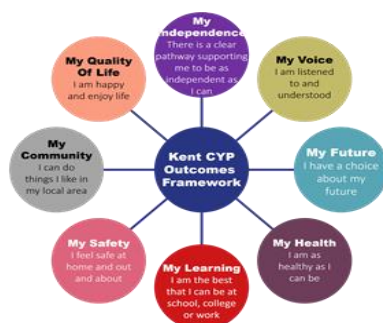 My
Independence
There is a clear
pathway supporting
me to be as
independent as I
can
My Voice
I am listened
to and
understood
My Future
I have a choice
about my
future
My Health
I am as
healthy as I
can be
My Learning
I am the best
that I can be at
school, college
or work
My Safety
I feel safe at
home and out
and about
My
Community
I can do
things I like in
my local area
My Quality
Of Life
I am happy
and enjoy life
Kent CYP
Outcomes
Framework